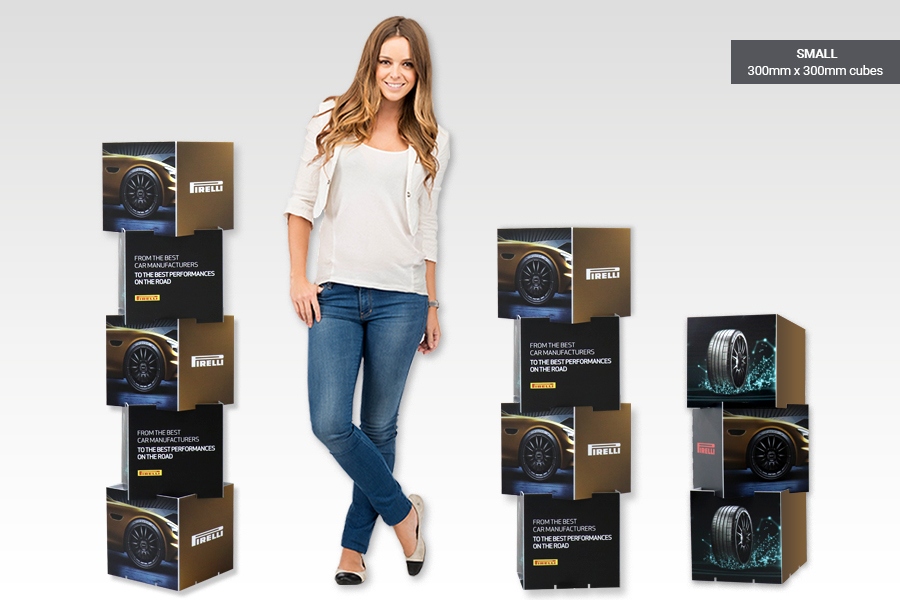 SMALL
300mm x 300mm cubes
PIRELLI
FROM THE BEST
CAR MANUFACTURERS
TO THE BEST PERFORMANCES
ON THE ROAD
PIRELLI
PIRELLI
FROM THE BEST
CAR MANUFACTURERS
TO THE BEST PERFORMANCES
ON THE ROAD
PIRELLI
PIRELLI
PIRELLI
FROM THE BEST
CAR MANUFACTURERS
TO THE BEST PERFORMANCES
ON THE ROAD
PIRELLI
PIRELLI
FROM THE BEST
CAR MANUFACTURERS
TO THE BEST PERFORMANCES
ON THE ROAD
PIRELLI
PIRELLI